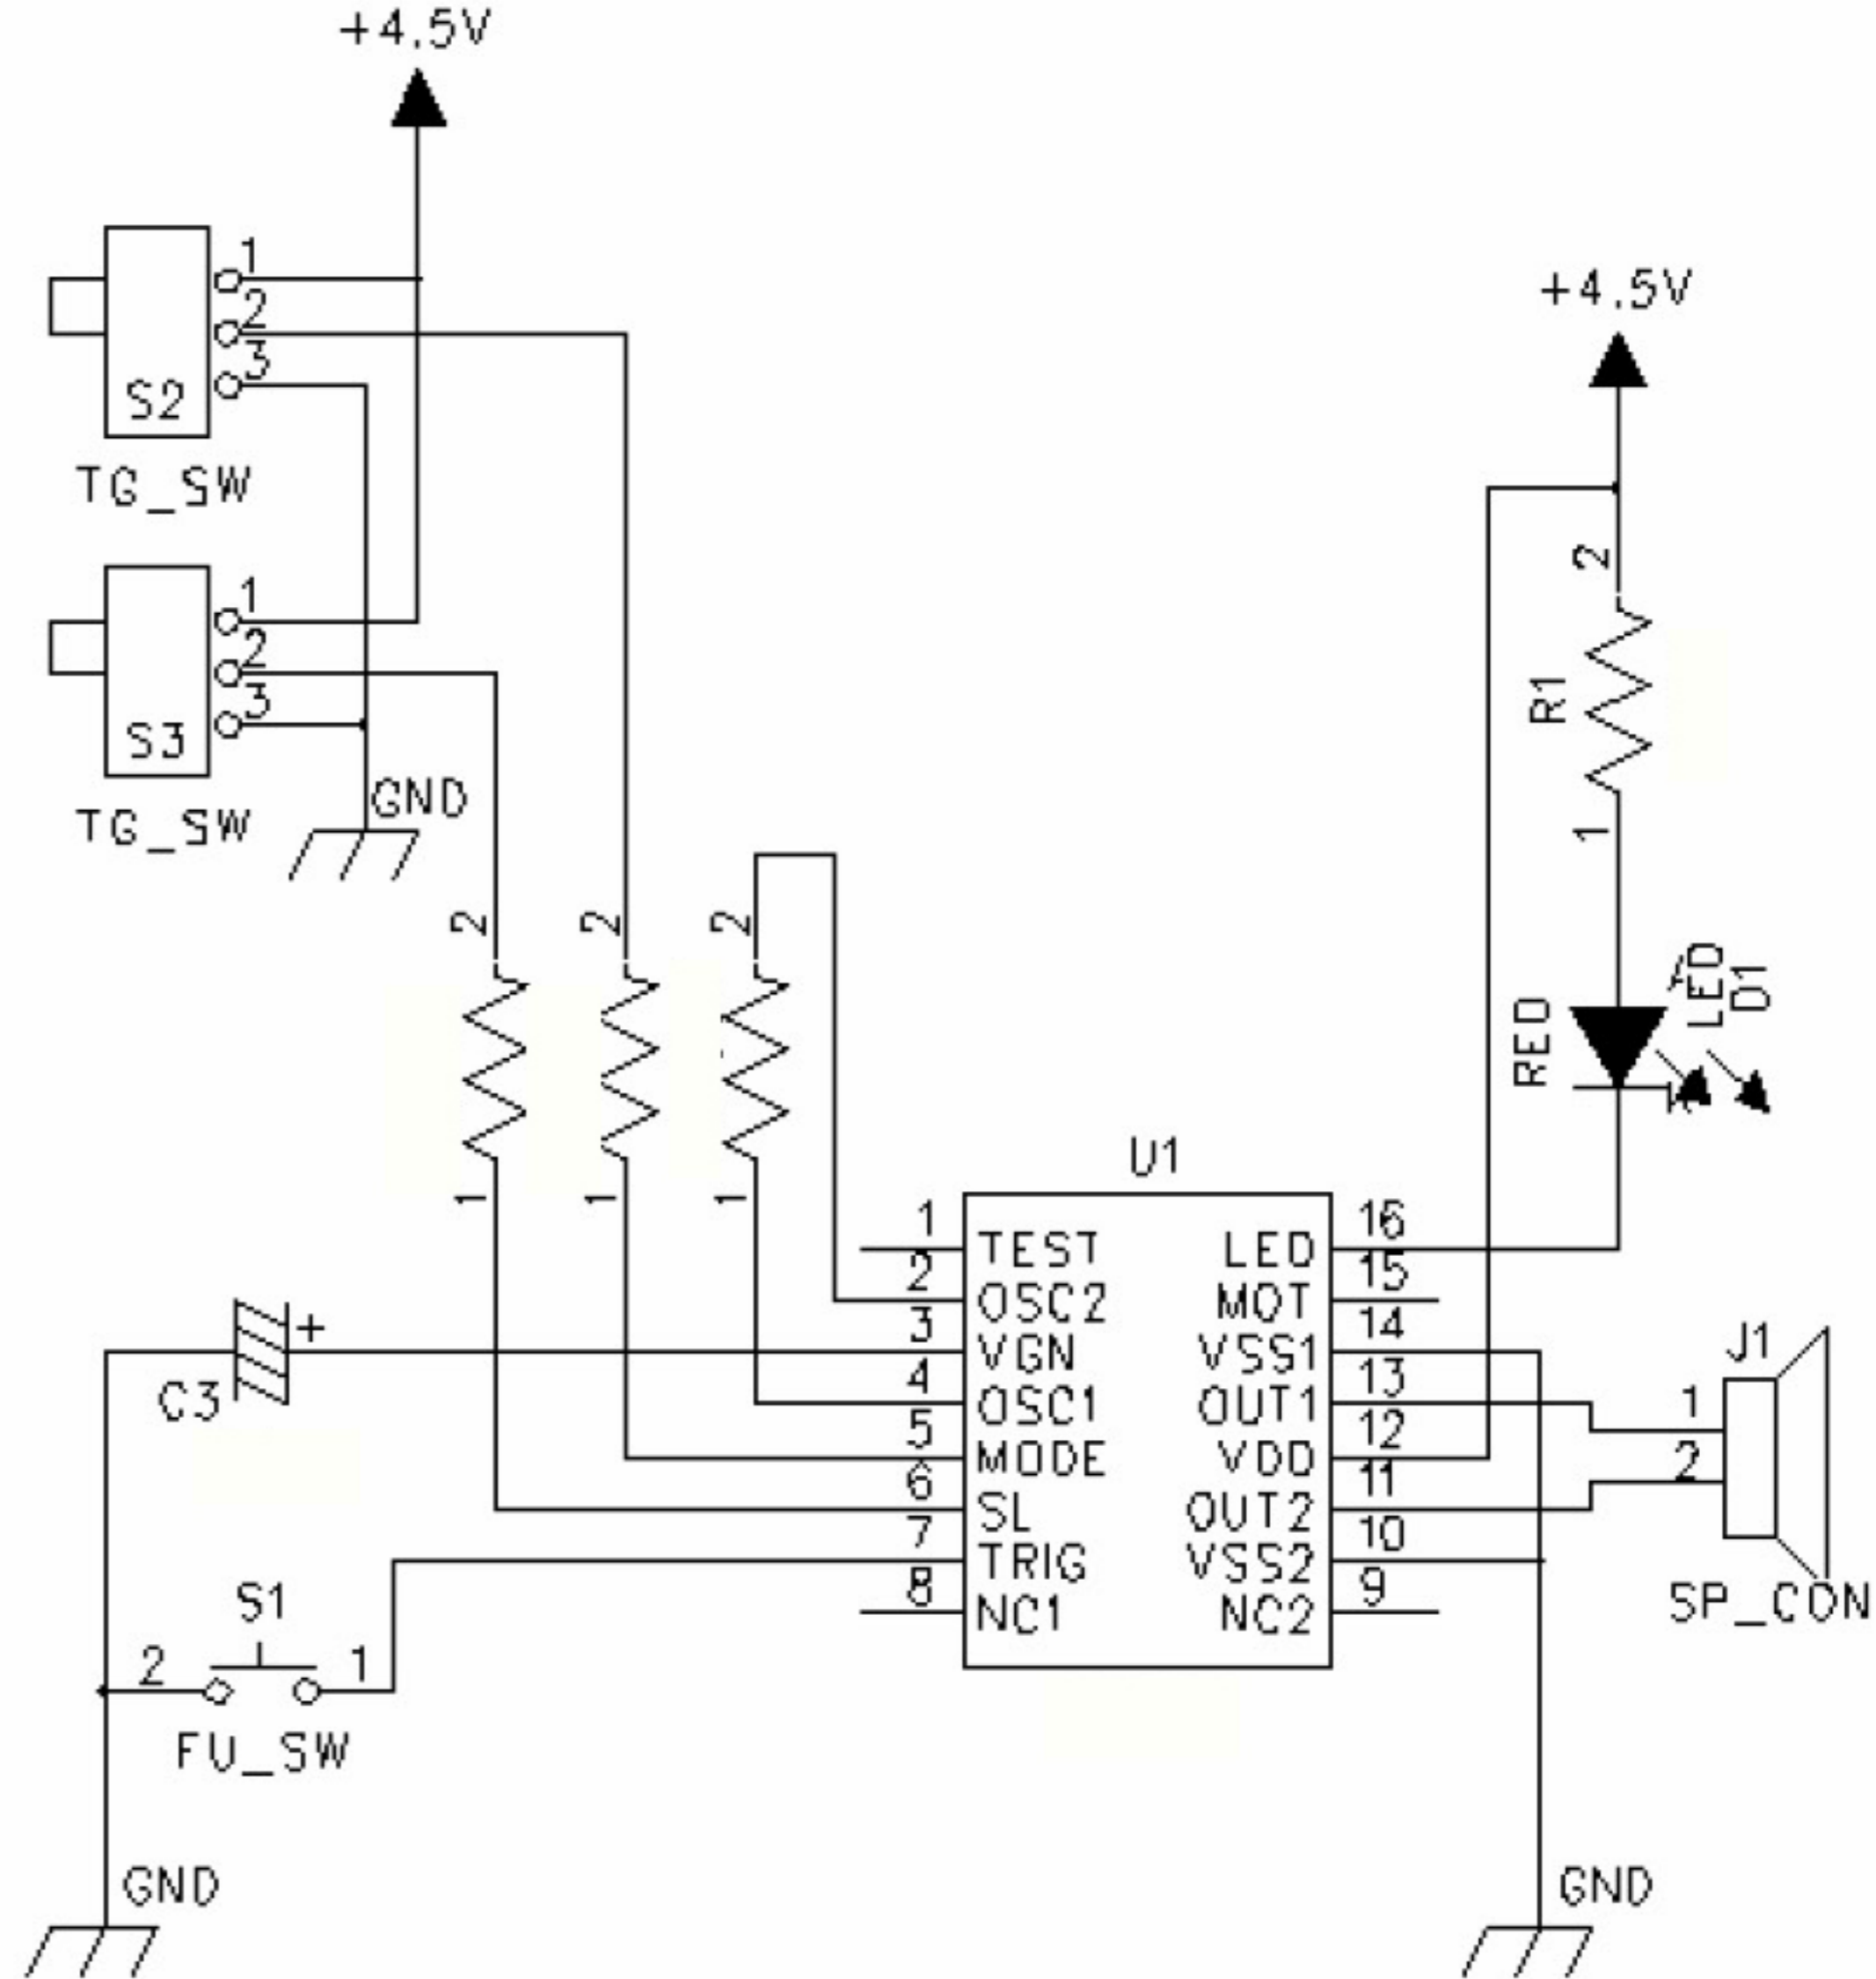 +4.5V
1
2
3
S2
TG_SW
+4.5V
1
2
3
S3
TG_SW
GND
2
R1
1
2
2
2
1
1
1
RED
LED
D1
U1
1
TEST
LED
16
2
OSC2
MOT
15
3
VGN
VSS1
14
4
OSC1
OUT1
13
5
MODE
VDD
12
6
SL
OUT2
11
7
TRIG
VSS2
10
8
NC1
NC2
9
+
C3
J1
1
2
SP_CON
S1
2
1
FU_SW
GND
GND